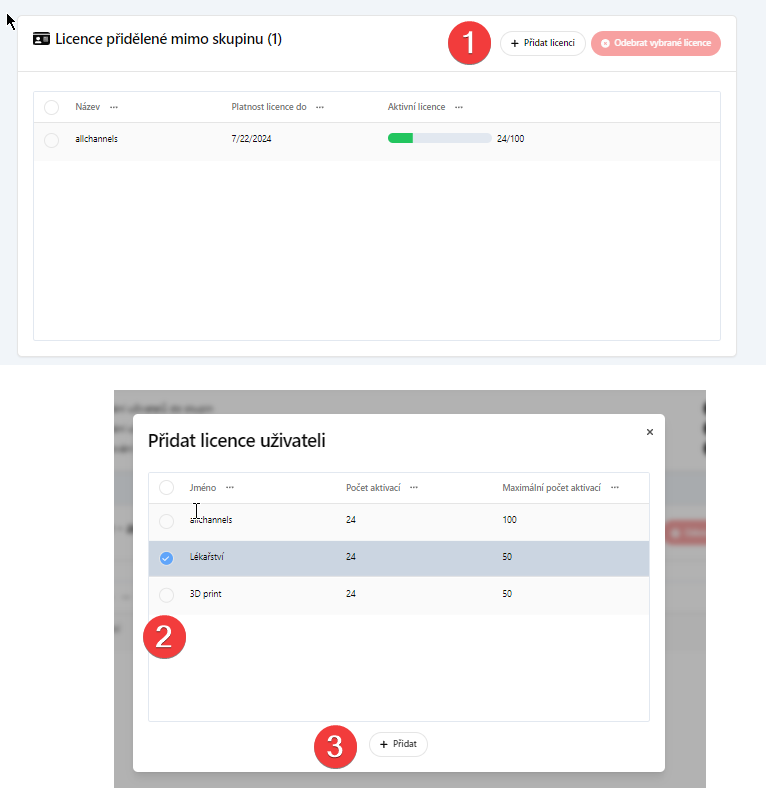 Licence přidělené mimo skupinu (1)
1
+ Přidat licenci
Odebrat vybrané licence
Název ...
Platnost licence do ...
Aktivní licence ...
allchannels
7/22/2024
24/100
Přidat licence uživateli
×
Jméno ...
Počet aktivací ...
Maximální počet aktivací ...
allchannels
24
100
Lékařství
24
50
3D print
24
50
2
3
+ Přidat